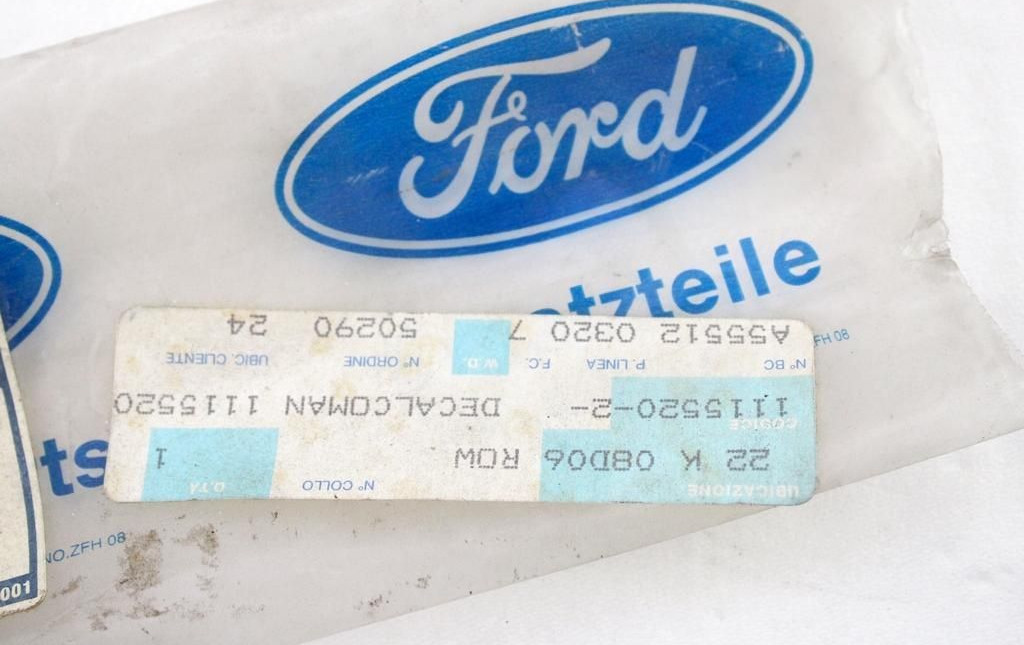 Ford
tzteile
FH 08
UBICAZIONE N° COLLO Q.TA
22 K 08D06 ROW 1
CODICE
1115520-2- DECALCOMAN 1115520
N° BC P. LINEA F.C. W.D. N° ORDINE UBIC. CLIENTE
A55512 0320 7 50290 24
ts
NO.ZFH 08
001